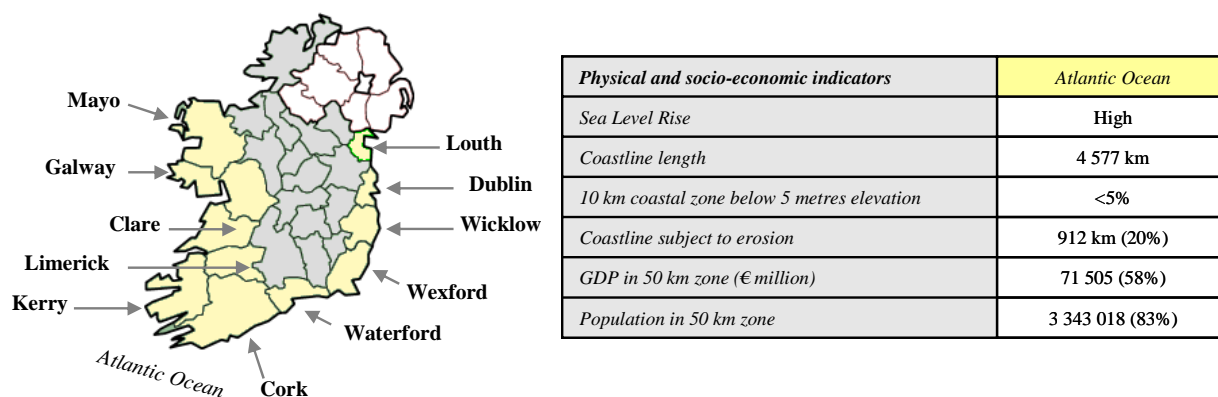 Mayo
Galway
Clare
Limerick
Kerry
Louth
Dublin
Wicklow
Wexford
Waterford
Cork
Atlantic Ocean
Physical and socio-economic indicators Atlantic Ocean
Sea Level Rise High
Coastline length 4 577 km
10 km coastal zone below 5 metres elevation <5%
Coastline subject to erosion 912 km (20%)
GDP in 50 km zone (€ million) 71 505 (58%)
Population in 50 km zone 3 343 018 (83%)